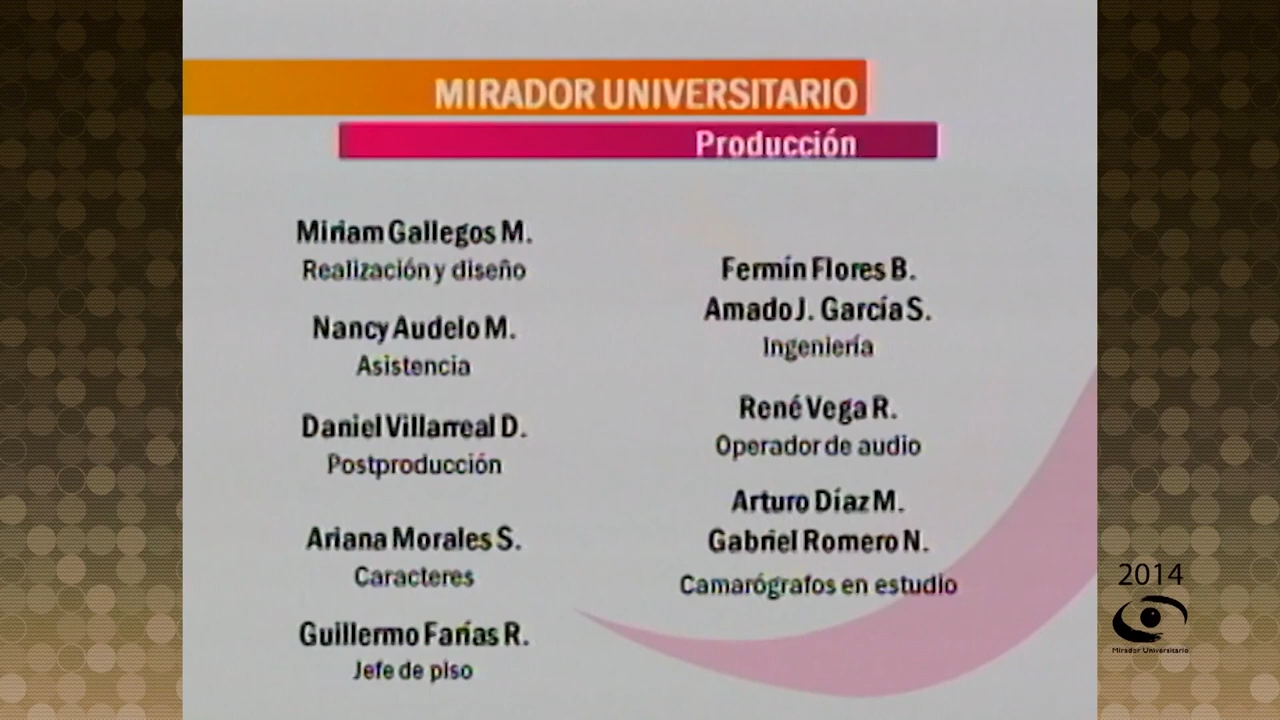 MIRADOR UNIVERSITARIO
Producción
Miriam Gallegos M.
Realización y diseño
Nancy Audelo M.
Asistencia
Daniel Villarreal D.
Postproducción
Ariana Morales S.
Caracteres
Guillermo Farías R.
Jefe de piso
Fermín Flores B.
Amado J. García S.
Ingeniería
René Vega R.
Operador de audio
Arturo Díaz M.
Gabriel Romero N.
Camarógrafos en estudio
2014
Mirador Universitario